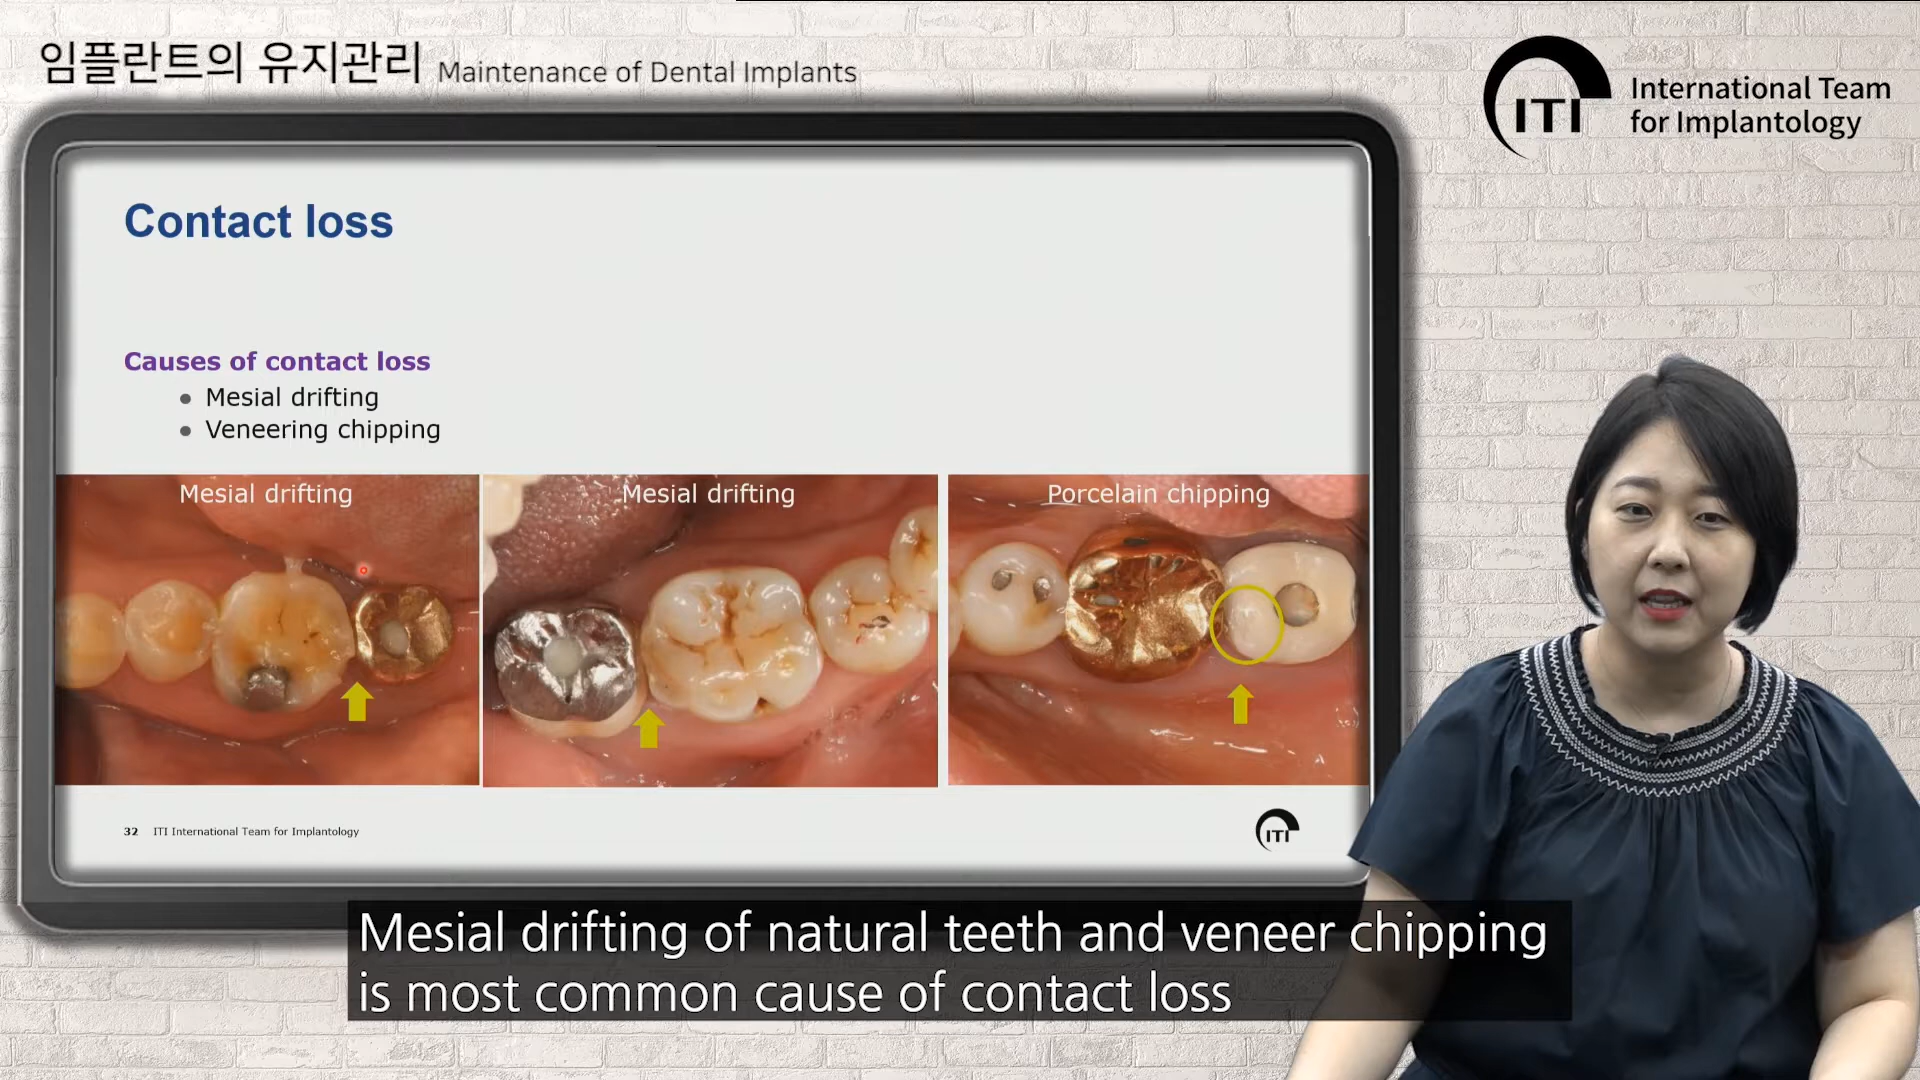 임플란트의 유지관리 Maintenance of Dental Implants
ITI International Team
for Implantology
Contact loss
Causes of contact loss
● Mesial drifting
● Veneering chipping
Mesial drifting
Mesial drifting
Porcelain chipping
32 ITI International Team for Implantology
ITI
Mesial drifting of natural teeth and veneer chipping
is most common cause of contact loss